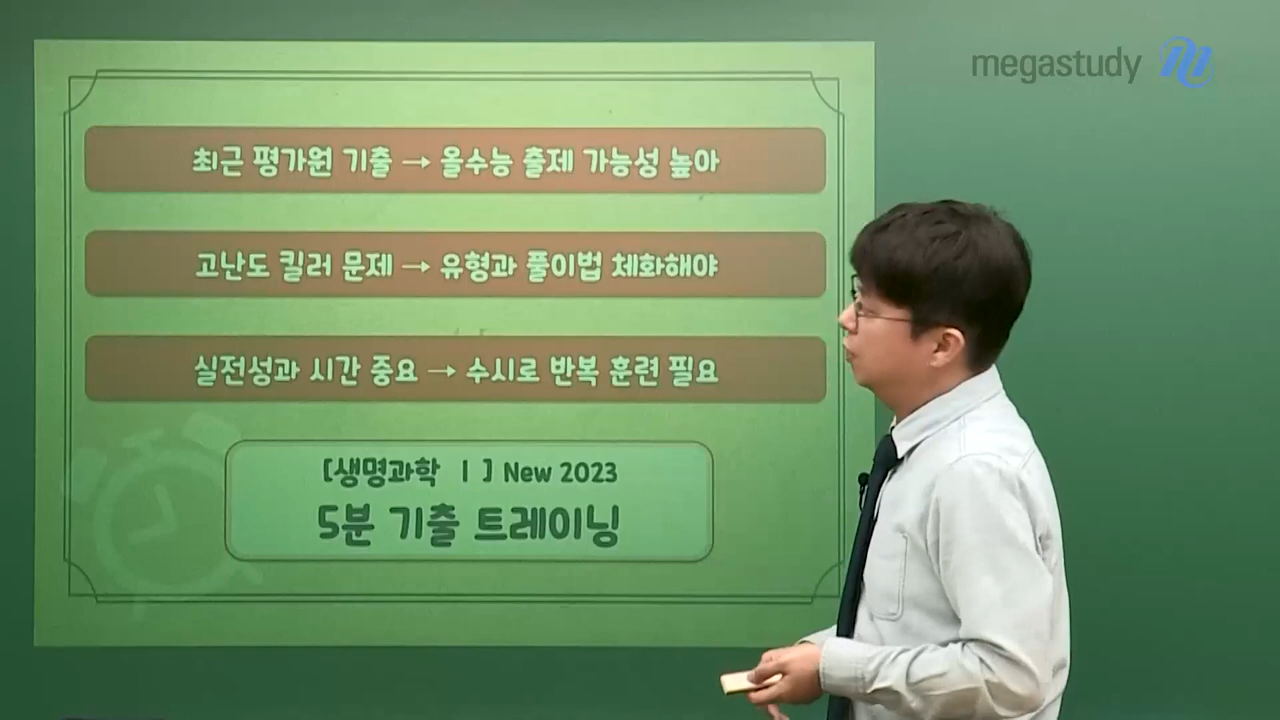 megastudy
최근 평가원 기출 → 올수능 출제 가능성 높아
고난도 킬러 문제 → 유형과 풀이법 체화해야
실전성과 시간 중요 → 수시로 반복 훈련 필요
[생명과학 Ⅰ] New 2023
5분 기출 트레이닝